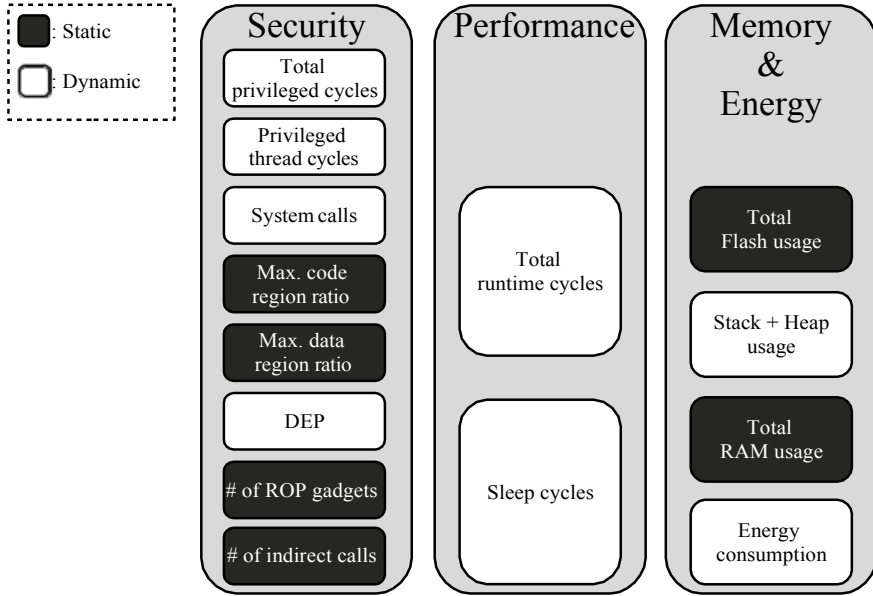 : Static
: Dynamic
Security
Total
privileged cycles
Privileged
thread cycles
System calls
Max. code
region ratio
Max. data
region ratio
DEP
# of ROP gadgets
# of indirect calls
Performance
Total
runtime cycles
Sleep cycles
Memory
&
Energy
Total
Flash usage
Stack + Heap
usage
Total
RAM usage
Energy
consumption